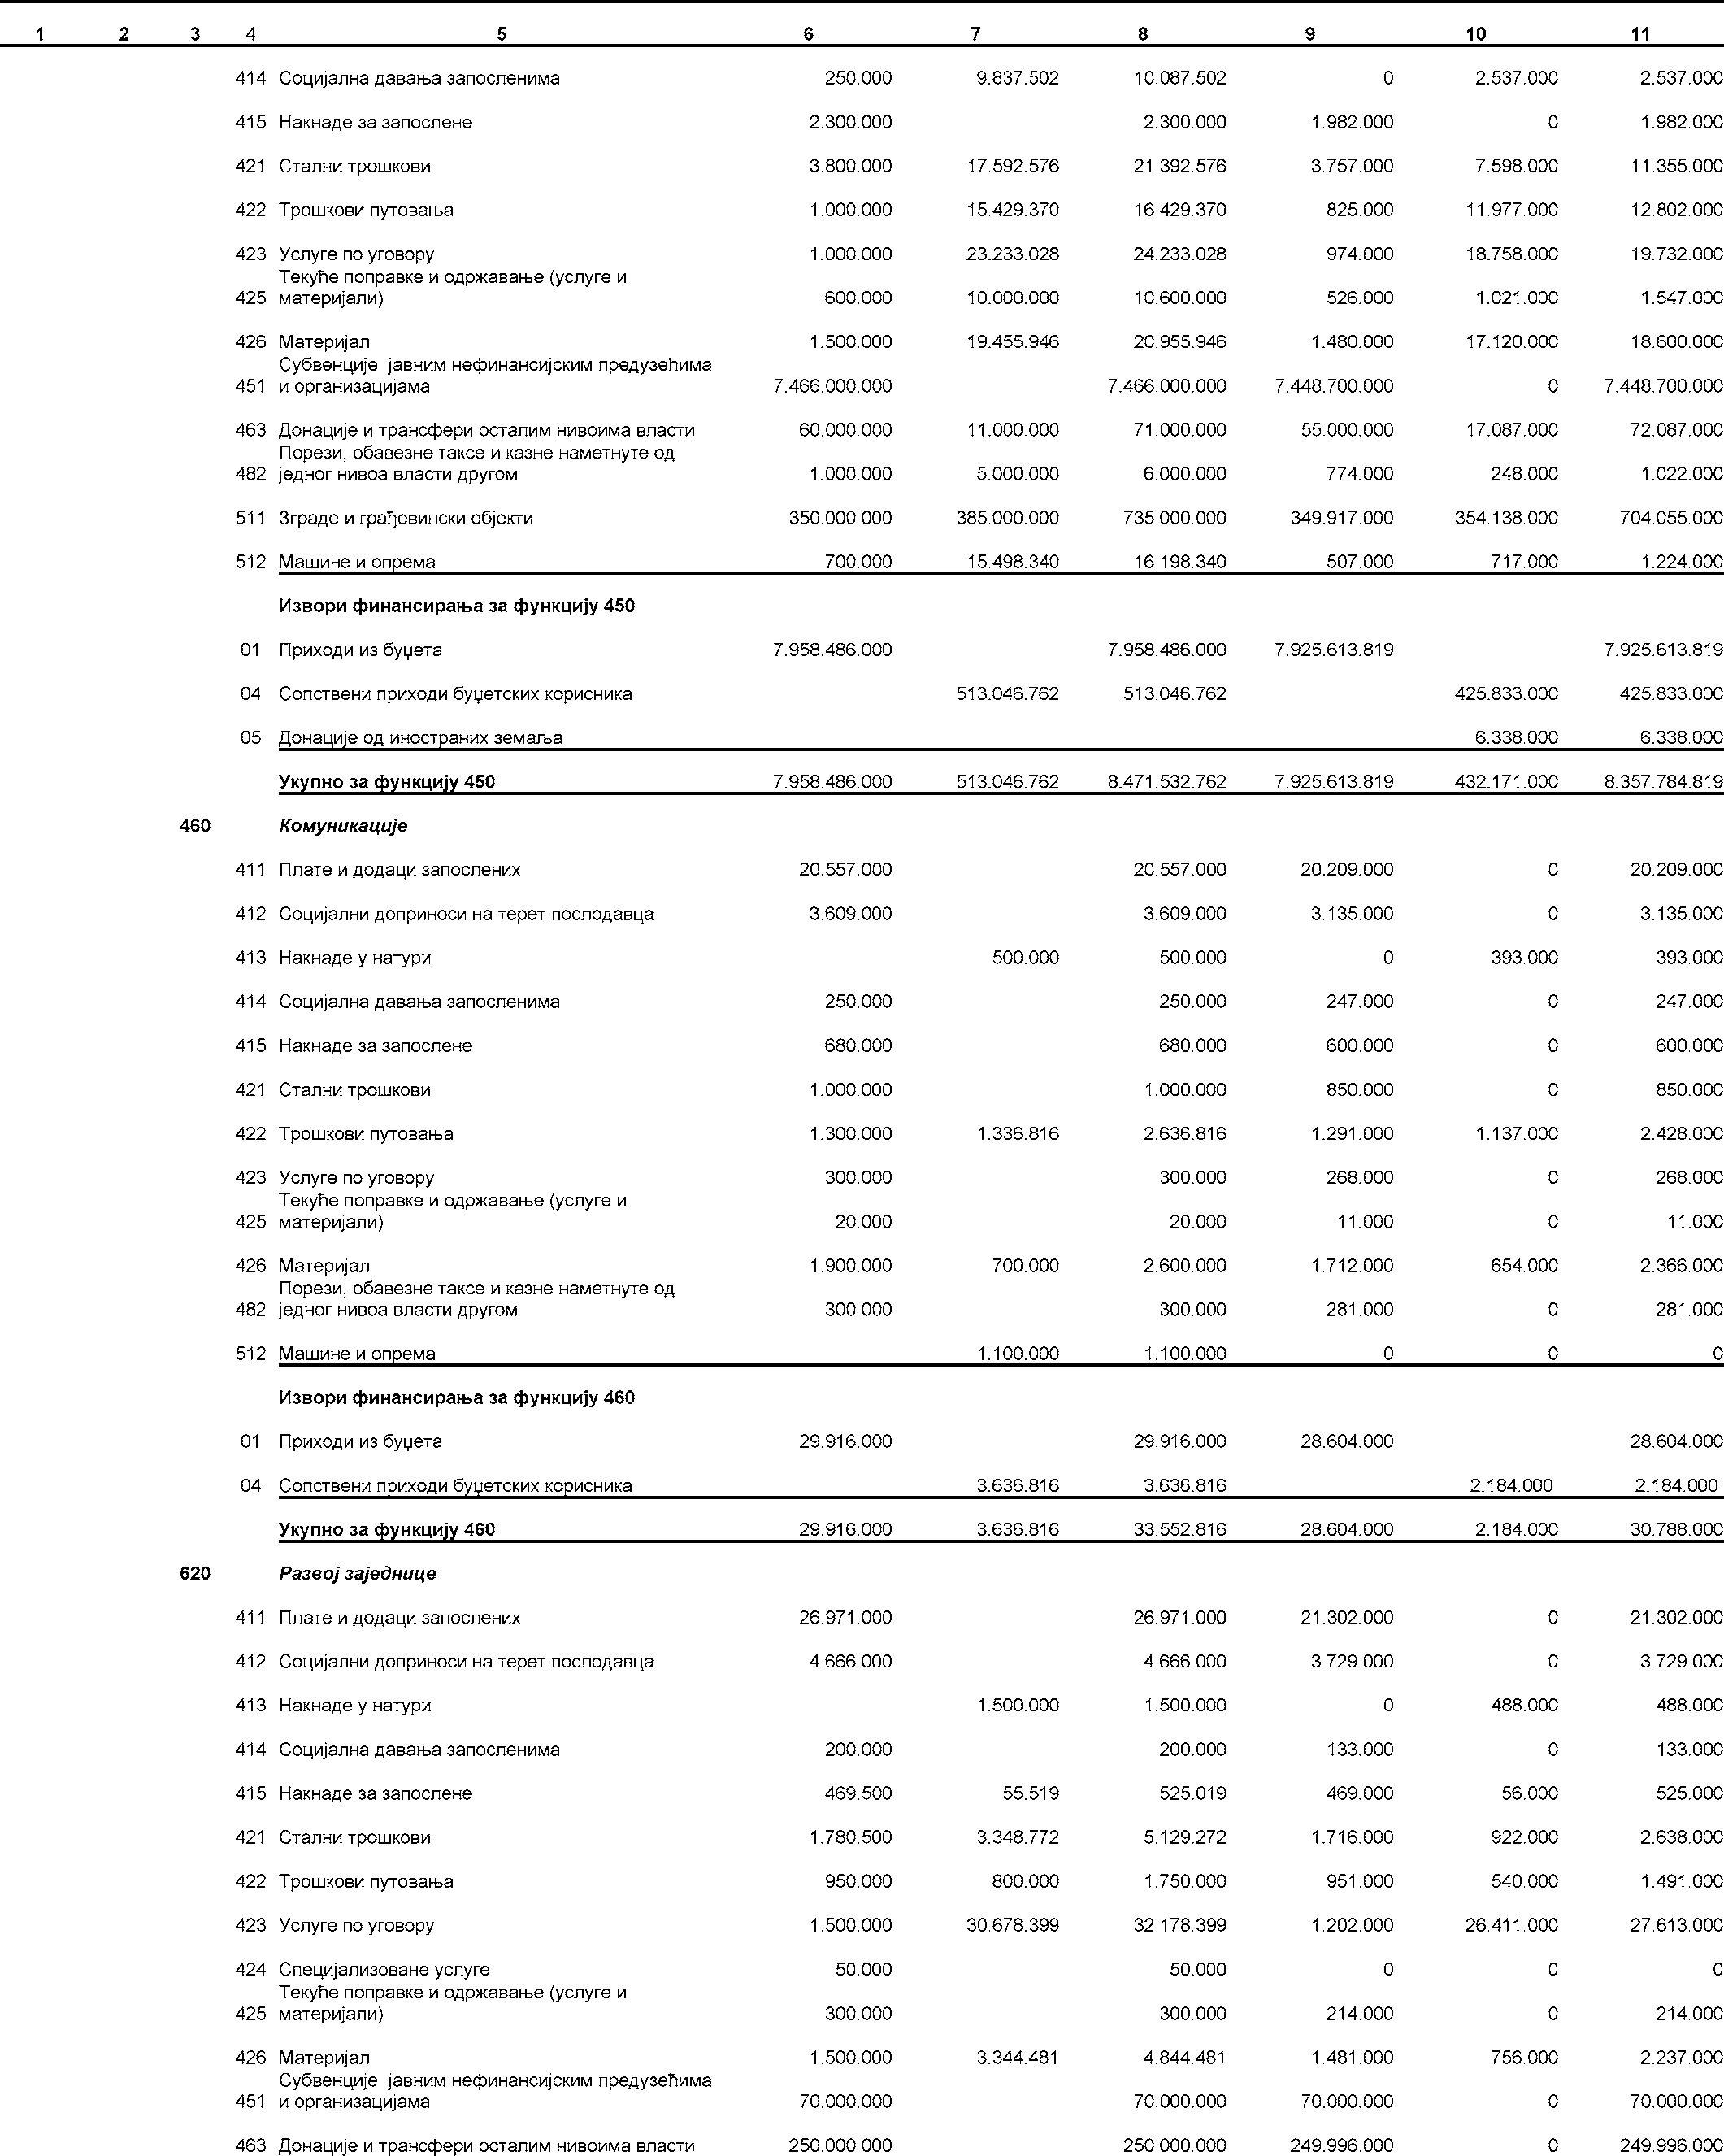 1 2 3 4 5 6 7 8 9 10 11
414 Социјална давања запосленима 250.000 9.837.502 10.087.502 0 2.537.000 2.537.000
415 Накнаде за запослене 2.300.000 2.300.000 1.982.000 0 1.982.000
421 Стални трошкови 3.800.000 17.592.576 21.392.576 3.757.000 7.598.000 11.355.000
422 Трошкови путовања 1.000.000 15.429.370 16.429.370 825.000 11.977.000 12.802.000
423 Услуге по уговору 1.000.000 23.233.028 24.233.028 974.000 18.758.000 19.732.000
Текуће поправке и одржавање (услуге и
425 материјали) 600.000 10.000.000 10.600.000 526.000 1.021.000 1.547.000
426 Материјал 1.500.000 19.455.946 20.955.946 1.480.000 17.120.000 18.600.000
Субвенције јавним нефинансијским предузећима
451 и организацијама 7.466.000.000 7.466.000.000 7.448.700.000 0 7.448.700.000
463 Донације и трансфери осталим нивоима власти 60.000.000 11.000.000 71.000.000 55.000.000 17.087.000 72.087.000
Порези, обавезне таксе и казне наметнуте од
482 једног нивоа власти другом 1.000.000 5.000.000 6.000.000 774.000 248.000 1.022.000
511 Зграде и грађевински објекти 350.000.000 385.000.000 735.000.000 349.917.000 354.138.000 704.055.000
512 Машине и опрема 700.000 15.498.340 16.198.340 507.000 717.000 1.224.000
Извори финансирања за функцију 450
01 Приходи из буџета 7.958.486.000 7.958.486.000 7.925.613.819 7.925.613.819
04 Сопствени приходи буџетских корисника 513.046.762 513.046.762 425.833.000 425.833.000
05 Донације од иностраних земаља 6.338.000 6.338.000
Укупно за функцију 450 7.958.486.000 513.046.762 8.471.532.762 7.925.613.819 432.171.000 8.357.784.819
460 Комуникације
411 Плате и додаци запослених 20.557.000 20.557.000 20.209.000 0 20.209.000
412 Социјални доприноси на терет послодавца 3.609.000 3.609.000 3.135.000 0 3.135.000
413 Накнаде у натури 500.000 500.000 0 393.000 393.000
414 Социјална давања запосленима 250.000 250.000 247.000 0 247.000
415 Накнаде за запослене 680.000 680.000 600.000 0 600.000
421 Стални трошкови 1.000.000 1.000.000 850.000 0 850.000
422 Трошкови путовања 1.300.000 1.336.816 2.636.816 1.291.000 1.137.000 2.428.000
423 Услуге по уговору 300.000 300.000 268.000 0 268.000
Текуће поправке и одржавање (услуге и
425 материјали) 20.000 20.000 11.000 0 11.000
426 Материјал 1.900.000 700.000 2.600.000 1.712.000 654.000 2.366.000
Порези, обавезне таксе и казне наметнуте од
482 једног нивоа власти другом 300.000 300.000 281.000 0 281.000
512 Машине и опрема 1.100.000 1.100.000 0 0 0
Извори финансирања за функцију 460
01 Приходи из буџета 29.916.000 29.916.000 28.604.000 28.604.000
04 Сопствени приходи буџетских корисника 3.636.816 3.636.816 2.184.000 2.184.000
Укупно за функцију 460 29.916.000 3.636.816 33.552.816 28.604.000 2.184.000 30.788.000
620 Развој заједнице
411 Плате и додаци запослених 26.971.000 26.971.000 21.302.000 0 21.302.000
412 Социјални доприноси на терет послодавца 4.666.000 4.666.000 3.729.000 0 3.729.000
413 Накнаде у натури 1.500.000 1.500.000 0 488.000 488.000
414 Социјална давања запосленима 200.000 200.000 133.000 0 133.000
415 Накнаде за запослене 469.500 55.519 525.019 469.000 56.000 525.000
421 Стални трошкови 1.780.500 3.348.772 5.129.272 1.716.000 922.000 2.638.000
422 Трошкови путовања 950.000 800.000 1.750.000 951.000 540.000 1.491.000
423 Услуге по уговору 1.500.000 30.678.399 32.178.399 1.202.000 26.411.000 27.613.000
424 Специјализоване услуге 50.000 50.000 0 0 0
Текуће поправке и одржавање (услуге и
425 материјали) 300.000 300.000 214.000 0 214.000
426 Материјал 1.500.000 3.344.481 4.844.481 1.481.000 756.000 2.237.000
Субвенције јавним нефинансијским предузећима
451 и организацијама 70.000.000 70.000.000 70.000.000 0 70.000.000
463 Донације и трансфери осталим нивоима власти 250.000.000 250.000.000 249.996.000 0 249.996.000